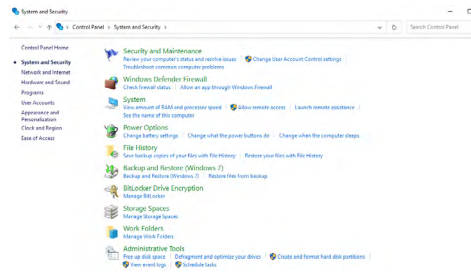 System and Security
Control Panel > System and Security >
Search Control Panel
Control Panel Home
System and Security
Network and Internet
Hardware and Sound
Programs
User Accounts
Appearance and
Personalization
Clock and Region
Ease of Access
Security and Maintenance
Review your computer's status and resolve issues | Change User Account Control settings
Troubleshoot common computer problems
Windows Defender Firewall
Check firewall status | Allow an app through Windows Firewall
System
View amount of RAM and processor speed | Allow remote access | Launch remote assistance
See the name of this computer
Power Options
Change battery settings | Change what the power buttons do | Change when the computer sleeps
File History
Save backup copies of your files with File History | Restore your files with File History
Backup and Restore (Windows 7)
Backup and Restore (Windows 7) | Restore files from backup
BitLocker Drive Encryption
Manage BitLocker
Storage Spaces
Manage Storage Spaces
Work Folders
Manage Work Folders
Administrative Tools
Free up disk space | Defragment and optimize your drives | Create and format hard disk partitions
View event logs | Schedule tasks